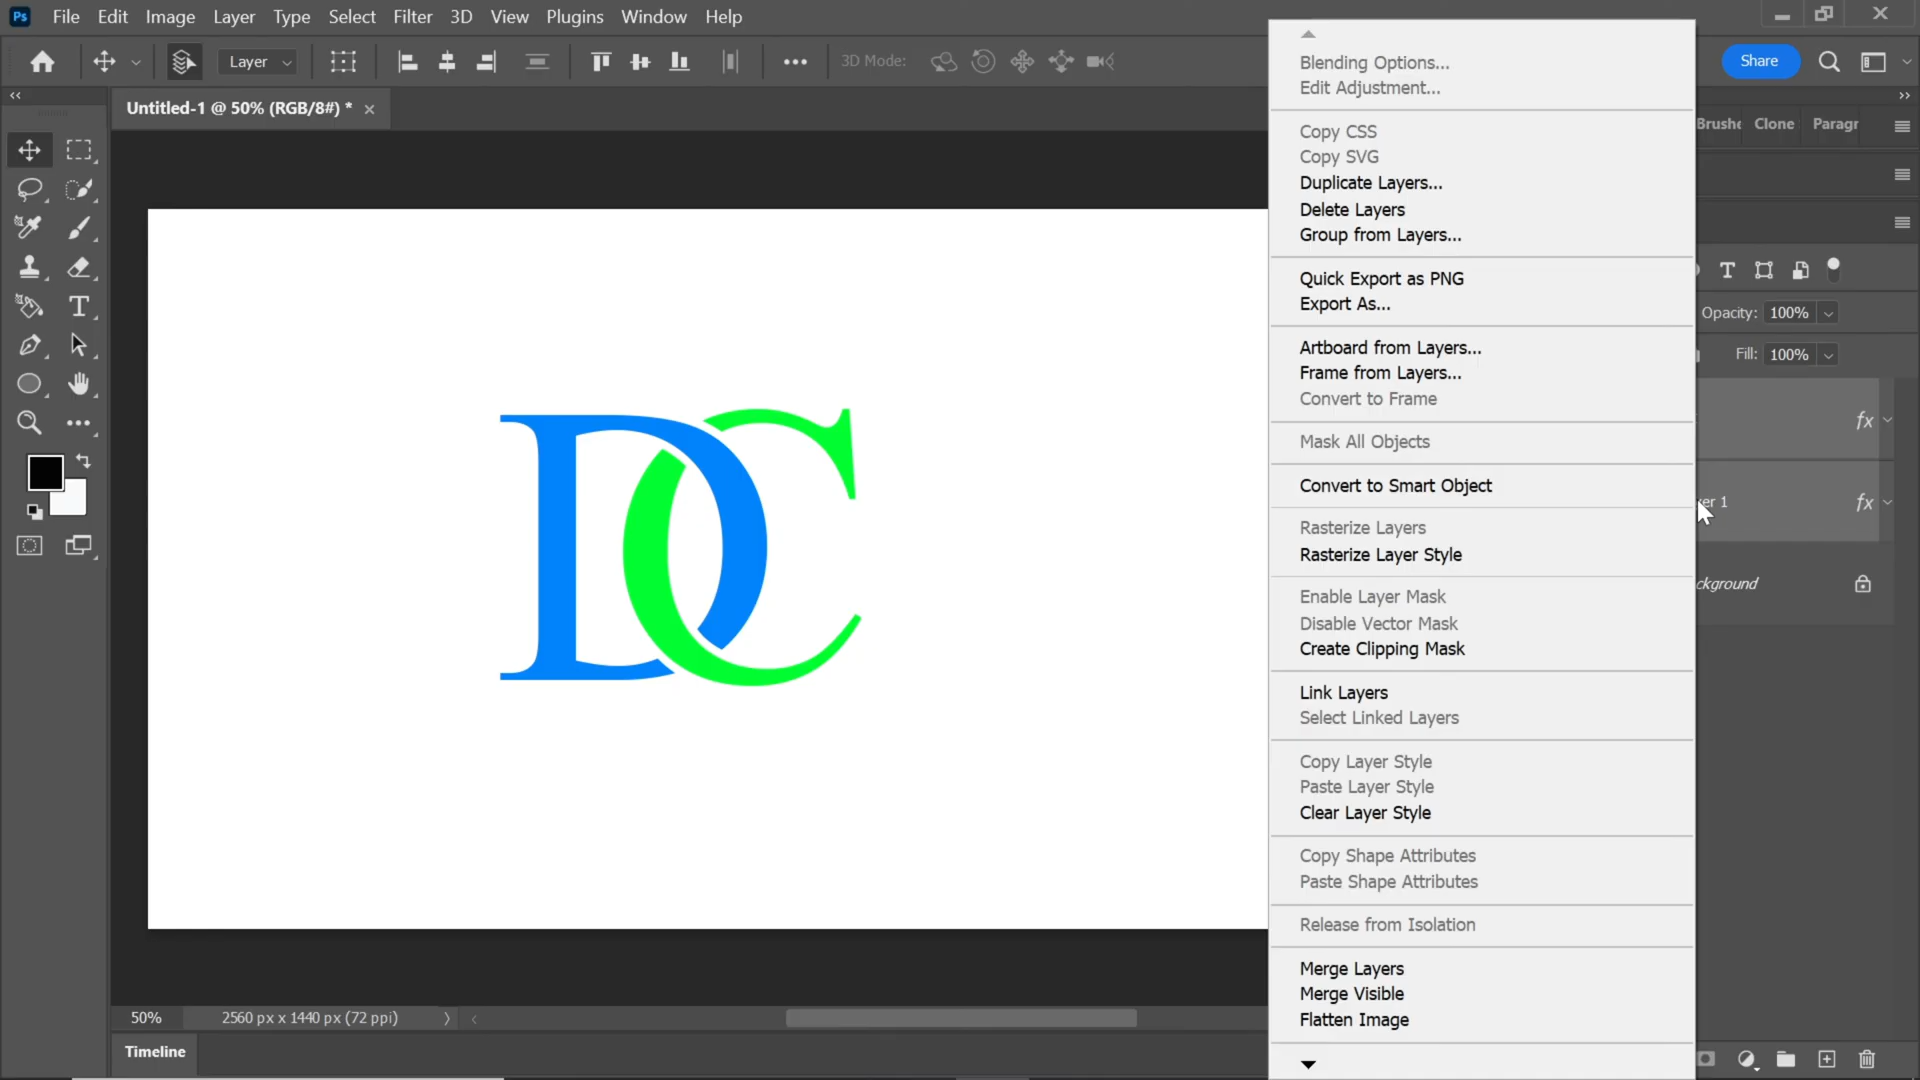 Ps File Edit Image Layer Type Select Filter 3D View Plugins Window Help
Layer
3D Mode:
Share
Untitled-1 @ 50% (RGB/8#) *
Clone
Opacity: 100%
Fill: 100%
DC
Blending Options...
Edit Adjustment...
Copy CSS
Copy SVG
Duplicate Layers...
Delete Layers
Group from Layers...
Quick Export as PNG
Export As...
Artboard from Layers...
Frame from Layers...
Convert to Frame
Mask All Objects
Convert to Smart Object
Rasterize Layers
Rasterize Layer Style
Enable Layer Mask
Disable Vector Mask
Create Clipping Mask
Link Layers
Select Linked Layers
Copy Layer Style
Paste Layer Style
Clear Layer Style
Copy Shape Attributes
Paste Shape Attributes
Release from Isolation
Merge Layers
Merge Visible
Flatten Image
fx
1 fx
50% 2560 px x 1440 px (72 ppi)
Timeline